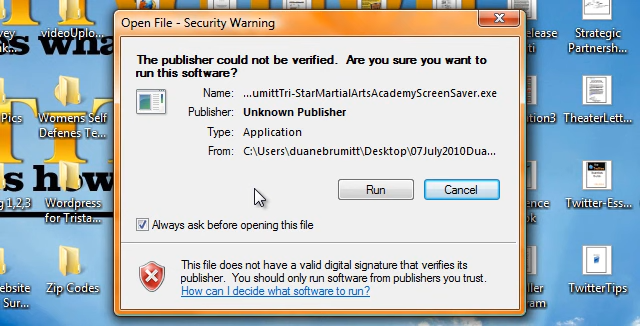 Open File - Security Warning
The publisher could not be verified. Are you sure you want to
run this software?
Name: ...umittTri-StarMartialArtsAcademyScreenSaver.exe
Publisher: Unknown Publisher
Type: Application
From: C:\Users\duanebrumitt\Desktop\07July2010Dua...
Run
Cancel
Always ask before opening this file
This file does not have a valid digital signature that verifies its
publisher. You should only run software from publishers you trust.
How can I decide what software to run?
videoUplo...
Pics
Womens Self
Defenes Te...
Wordpress
for Trista...
1,2,3
Zip Codes
Sur...
Strategic
Partnersh...
TheaterLett...
Twitter-Ess...
TwitterTips